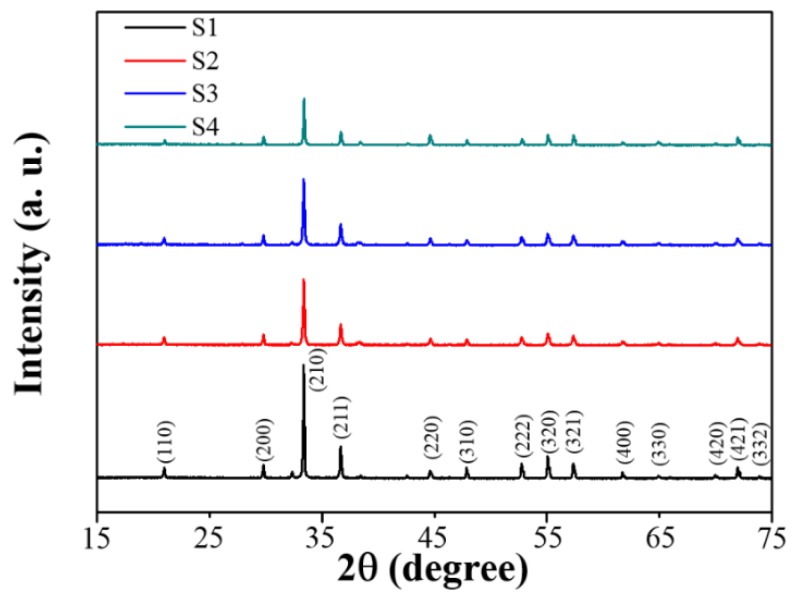 S1
S2
S3
S4
Intensity (a. u.)
(110)
(200)
(210)
(211)
(220)
(310)
(222)
(320)
(321)
(400)
(330)
(420)
(421)
(332)
15 25 35 45 55 65 75
2θ (degree)